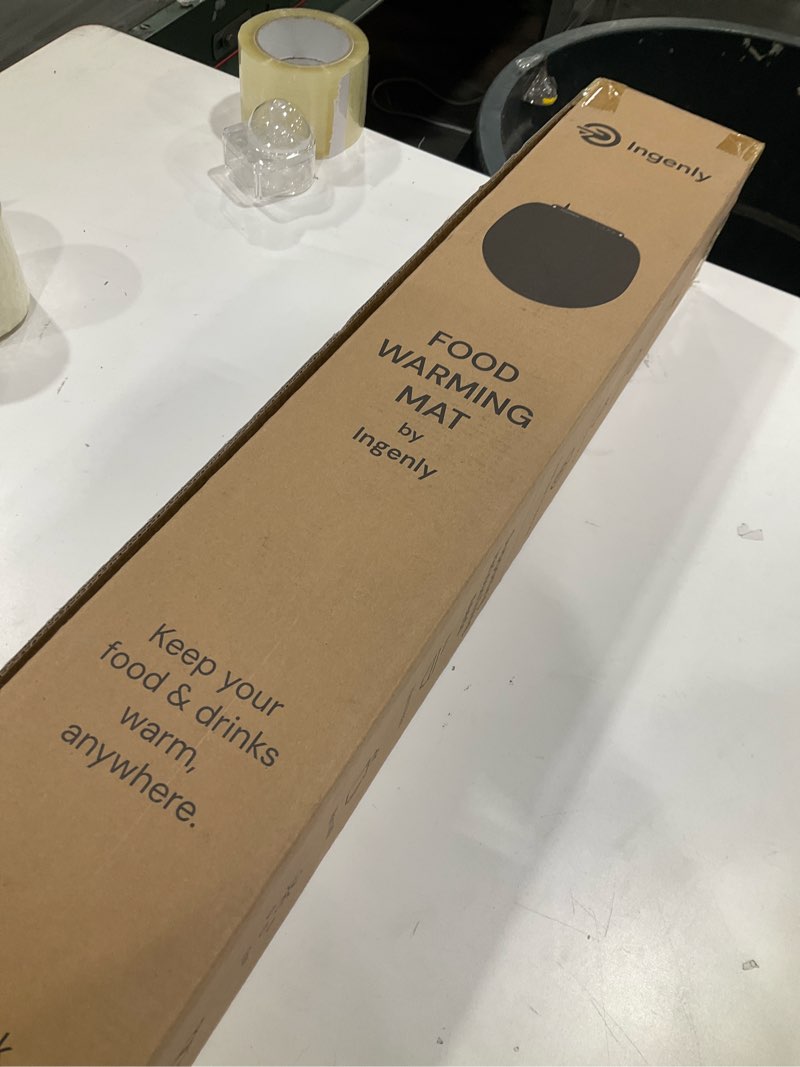 Ingenly
FOOD
WARMING
MAT
by
Ingenly
Keep your
food & drinks
warm,
anywhere.